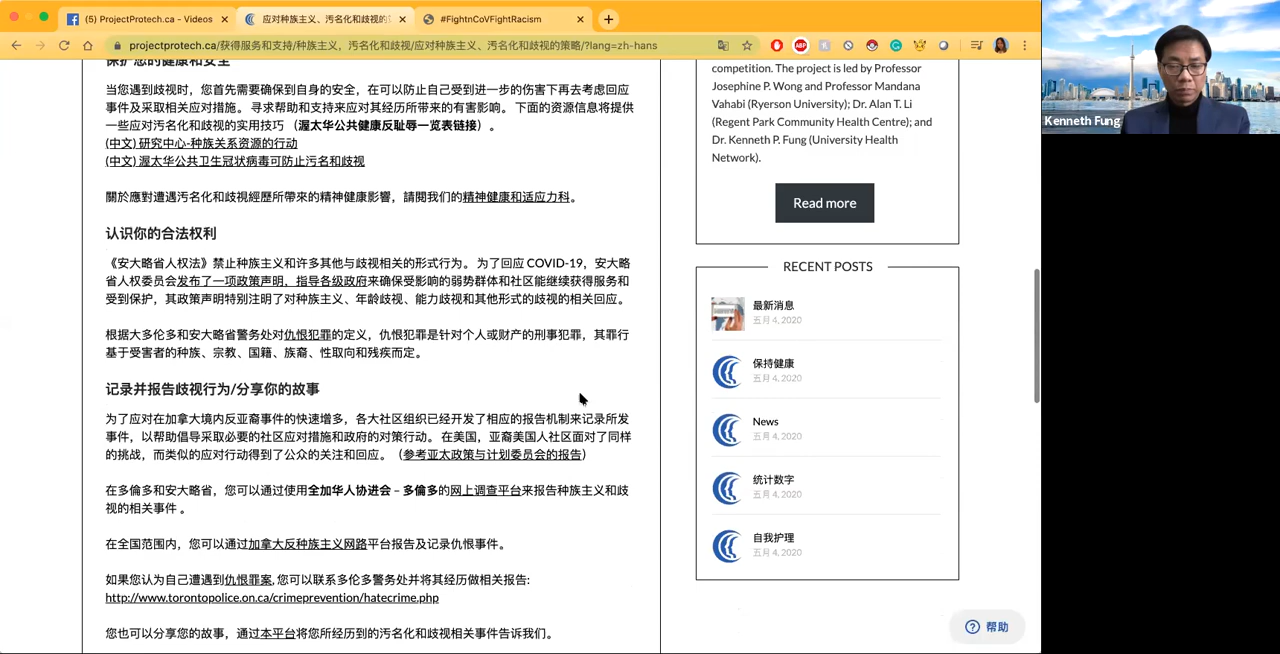 (5) ProjectProtech.ca - Videos
应对种族主义、污名化和歧视的
#FightnCoVFightRacism
projectprotech.ca/获得服务和支持/种族主义，污名化和歧视/应对种族主义、污名化和歧视的策略/?lang=zh-hans
ABP
Kenneth Fung
保护您的健康和安全
当您遇到歧视时，您首先需要确保到自身的安全，在可以防止自己受到进一步的伤害下再去考虑回应
事件及采取相关应对措施。寻求帮助和支持来应对其经历所带来的有害影响。下面的资源信息将提供
一些应对污名化和歧视的实用技巧 （渥太华公共健康反耻辱一览表链接）。
(中文) 研究中心-种族关系资源的行动
(中文) 渥太华公共卫生冠状病毒可防止污名和歧视
關於應對遭遇汚名化和歧視經歷所帶來的精神健康影響，請閱我们的精神健康和适应力科。
认识你的合法权利
《安大略省人权法》禁止种族主义和许多其他与歧视相关的形式行为。为了回应 COVID-19，安大略
省人权委员会发布了一项政策声明，指导各级政府来确保受影响的弱势群体和社区能继续获得服务和
受到保护，其政策声明特别注明了对种族主义、年龄歧视、能力歧视和其他形式的歧视的相关回应。
根据大多伦多和安大略省警务处对仇恨犯罪的定义，仇恨犯罪是针对个人或财产的刑事犯罪，其罪行
基于受害者的种族、宗教、国籍、族裔、性取向和残疾而定。
记录并报告歧视行为/分享你的故事
为了应对在加拿大境内反亚裔事件的快速增多，各大社区组织已经开发了相应的报告机制来记录所发
事件，以帮助倡导采取必要的社区应对措施和政府的对策行动。在美国，亚裔美国人社区面对了同样
的挑战，而类似的应对行动得到了公众的关注和回应。（参考亚太政策与计划委员会的报告）
在多倫多和安大略省，您可以通过使用全加华人协进会 – 多倫多的网上调查平台来报告种族主义和歧
视的相关事件 。
在全国范围内，您可以通过加拿大反种族主义网路平台报告及记录仇恨事件。
如果您认为自己遭遇到仇恨罪案, 您可以联系多伦多警务处并将其经历做相关报告:
http://www.torontopolice.on.ca/crimeprevention/hatecrime.php
您也可以分享您的故事，通过本平台将您所经历到的污名化和歧视相关事件告诉我们。
competition. The project is led by Professor
Josephine P. Wong and Professor Mandana
Vahabi (Ryerson University); Dr. Alan T. Li
(Regent Park Community Health Centre); and
Dr. Kenneth P. Fung (University Health
Network).
Read more
RECENT POSTS
最新消息
五月 4, 2020
保持健康
五月 4, 2020
News
五月 4, 2020
统计数字
五月 4, 2020
自我护理
五月 4, 2020
帮助